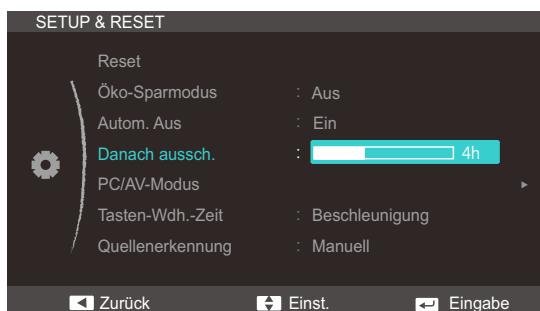 SETUP & RESET
Reset
Öko-Sparmodus : Aus
Autom. Aus : Ein
Danach aussch. : 4h
PC/AV-Modus
Tasten-Wdh.-Zeit : Beschleunigung
Quellenerkennung : Manuell
Zurück Einst. Eingabe